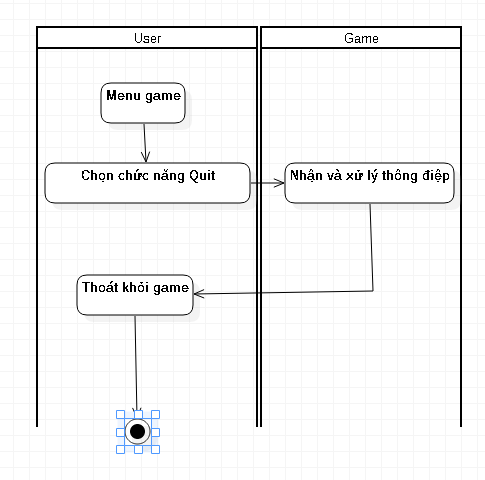 User
Game
Menu game
Chọn chức năng Quit
Nhận và xử lý thông điệp
Thoát khỏi game